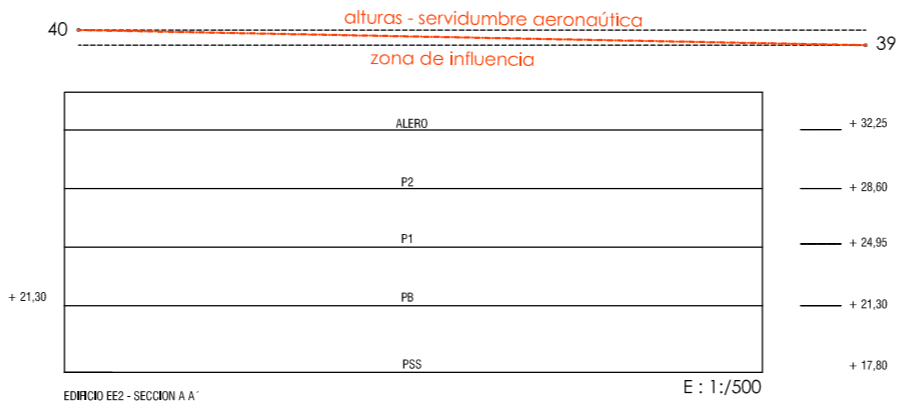 alturas - servidumbre aeronaútica
40
39
zona de influencia
ALERO
+ 32,25
P2
+ 28,60
P1
+ 24,95
+ 21,30
PB
+ 21,30
PSS
+ 17,80
EDIFICIO EE2 - SECCION A A´
E : 1:/500